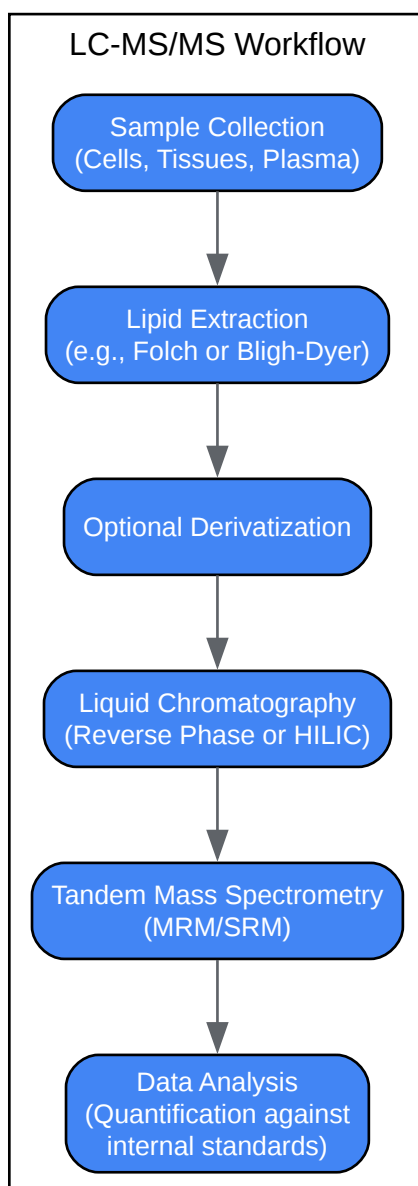 LC-MS/MS Workflow
Sample Collection
(Cells, Tissues, Plasma)
Lipid Extraction
(e.g., Folch or Bligh-Dyer)
Optional Derivatization
Liquid Chromatography
(Reverse Phase or HILIC)
Tandem Mass Spectrometry
(MRM/SRM)
Data Analysis
(Quantification against
internal standards)